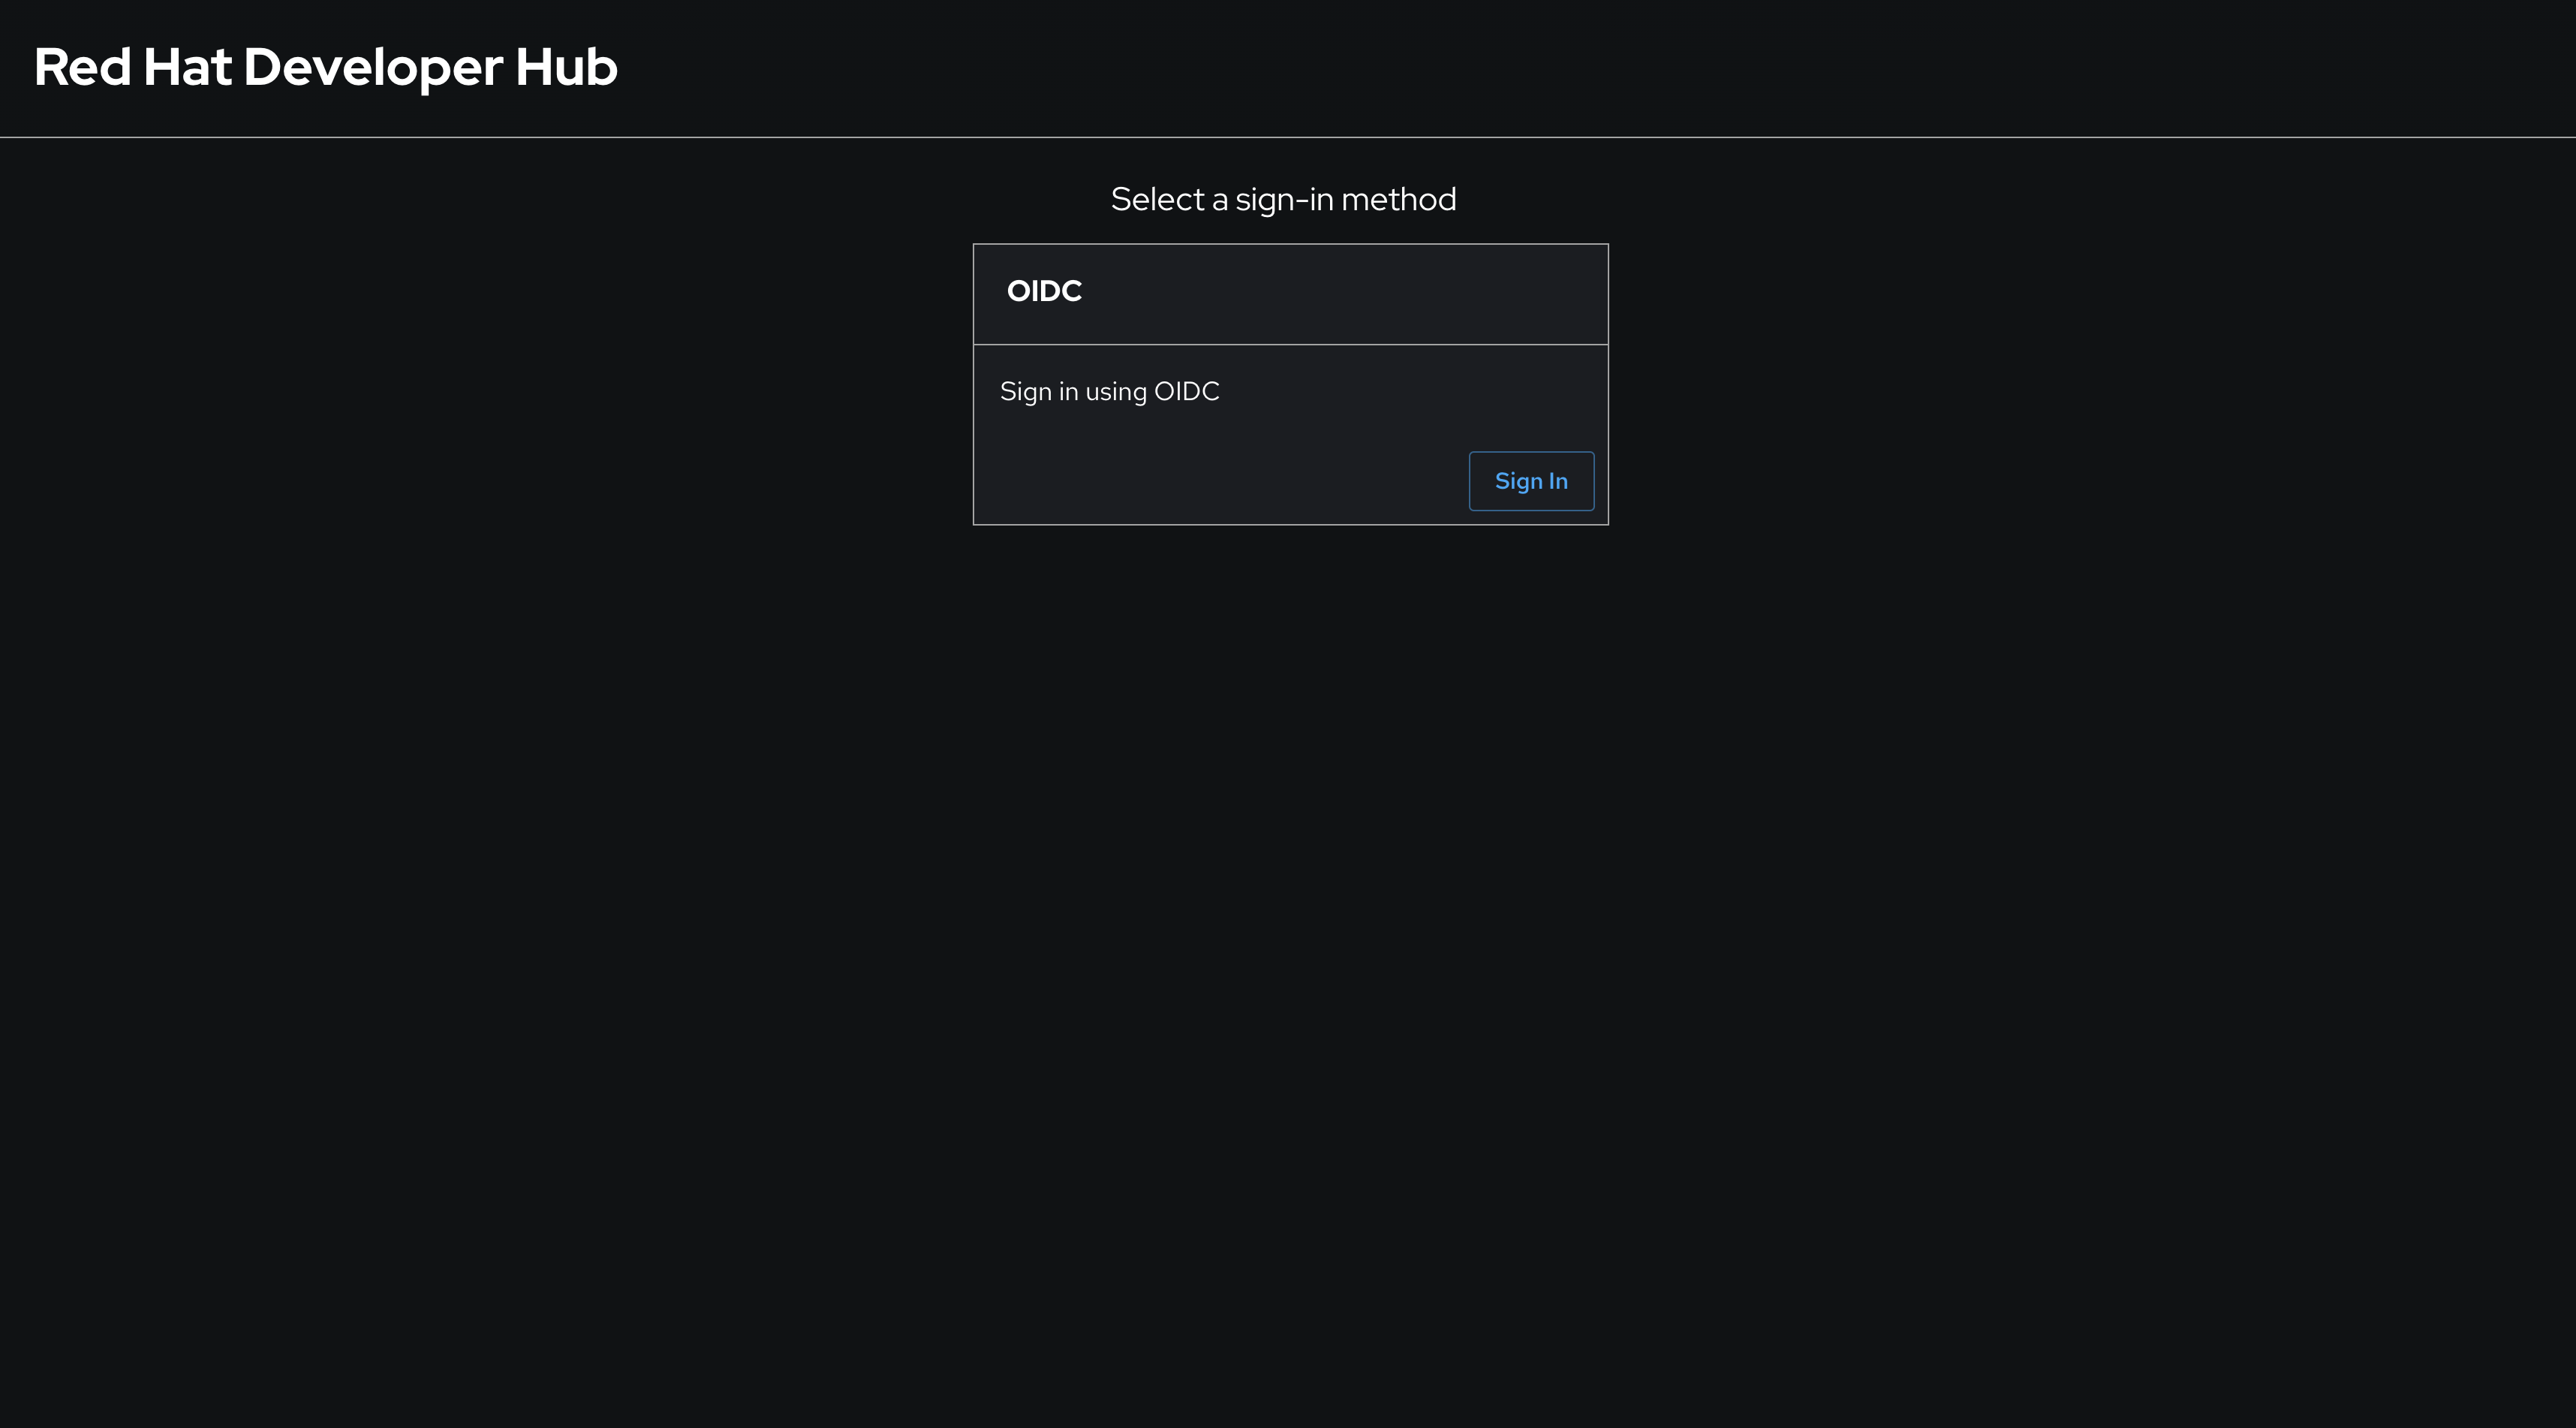 Red Hat Developer Hub
Select a sign-in method
OIDC
Sign in using OIDC
Sign In